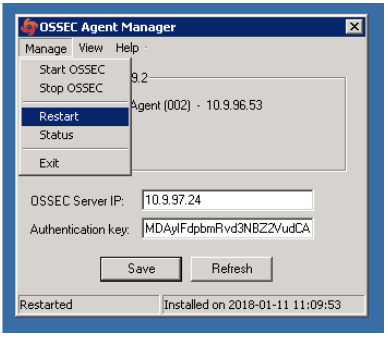 OSSEC Agent Manager
Manage View Help
Start OSSEC
Stop OSSEC
9.2
Agent (002) - 10.9.96.53
Restart
Status
Exit
OSSEC Server IP: 10.9.97.24
Authentication key: MDAyIFdpbmRvd3NBZ2VudCA
Save Refresh
Restarted Installed on 2018-01-11 11:09:53